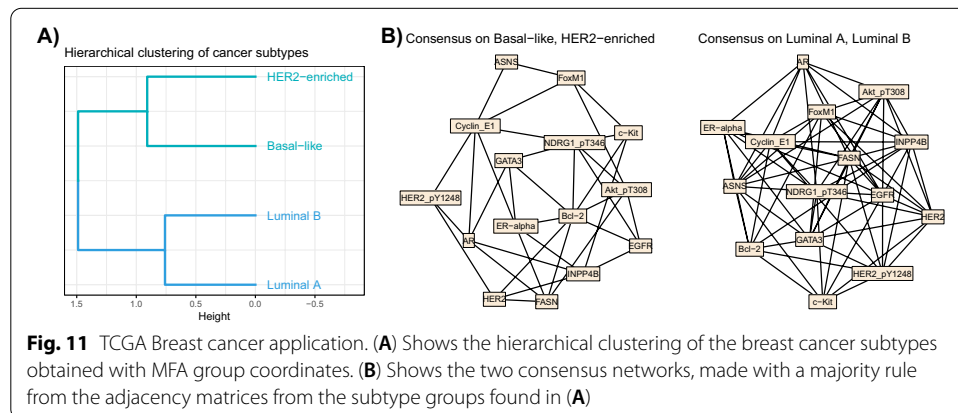 A)
Hierarchical clustering of cancer subtypes
HER2-enriched
Basal-like
Luminal B
Luminal A
1.5 1.0 0.5 0.0 −0.5
Height
B)
Consensus on Basal-like, HER2-enriched
ASNS
FoxM1
Cyclin_E1
c-Kit
NDRG1_pT346
GATA3
HER2_pY1248
Akt_pT308
Bcl-2
ER-alpha
AR
EGFR
INPP4B
HER2
FASN
Consensus on Luminal A, Luminal B
AR
Akt_pT308
FoxM1
ER-alpha
Cyclin_E1
INPP4B
FASN
ASNS
NDRG1_pT346
EGFR
HER2
GATA3
Bcl-2
HER2_pY1248
c-Kit
Fig. 11 TCGA Breast cancer application. (A) Shows the hierarchical clustering of the breast cancer subtypes
obtained with MFA group coordinates. (B) Shows the two consensus networks, made with a majority rule
from the adjacency matrices from the subtype groups found in (A)